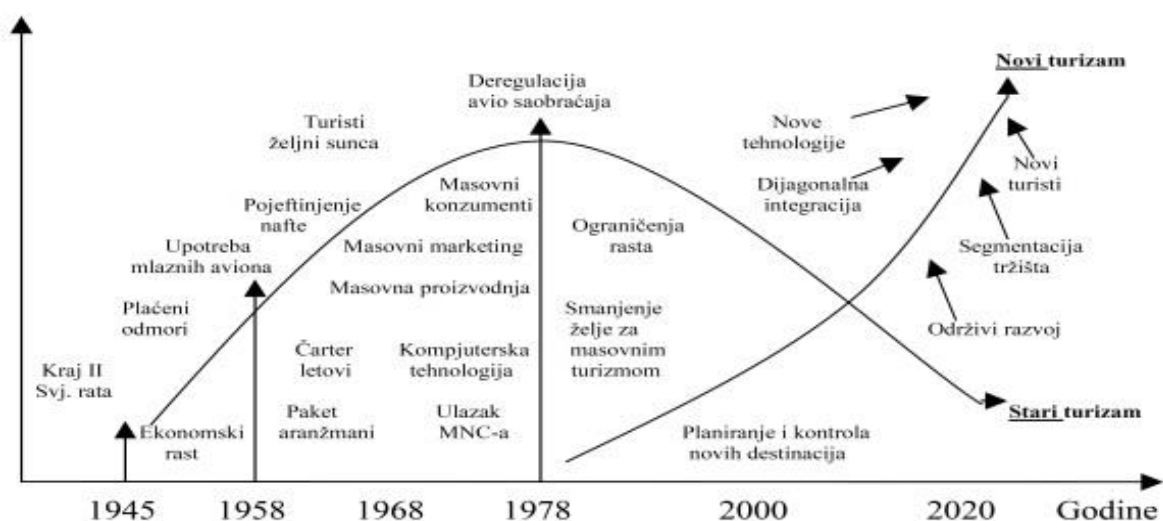 Novi turizam
Deregulacija
avio saobraćaja
Turisti
željni sunca
Nove
tehnologije
Novi
turisti
Masovni
konzumenti
Dijagonalna
integracija
Pojeftinjenje
nafte
Ograničenja
rasta
Upotreba
mlaznih aviona
Masovni marketing
Segmentacija
tržišta
Masovna proizvodnja
Plaćeni
odmori
Smanjenje
želje za
masovnim
turizmom
Održivi razvoj
Čarter
letovi
Kompjuterska
tehnologija
Kraj II
Svj. rata
Paket
aranžmani
Ulazak
MNC-a
Stari turizam
Ekonomski
rast
Planiranje i kontrola
novih destinacija
1945 1958 1968 1978 2000 2020 Godine